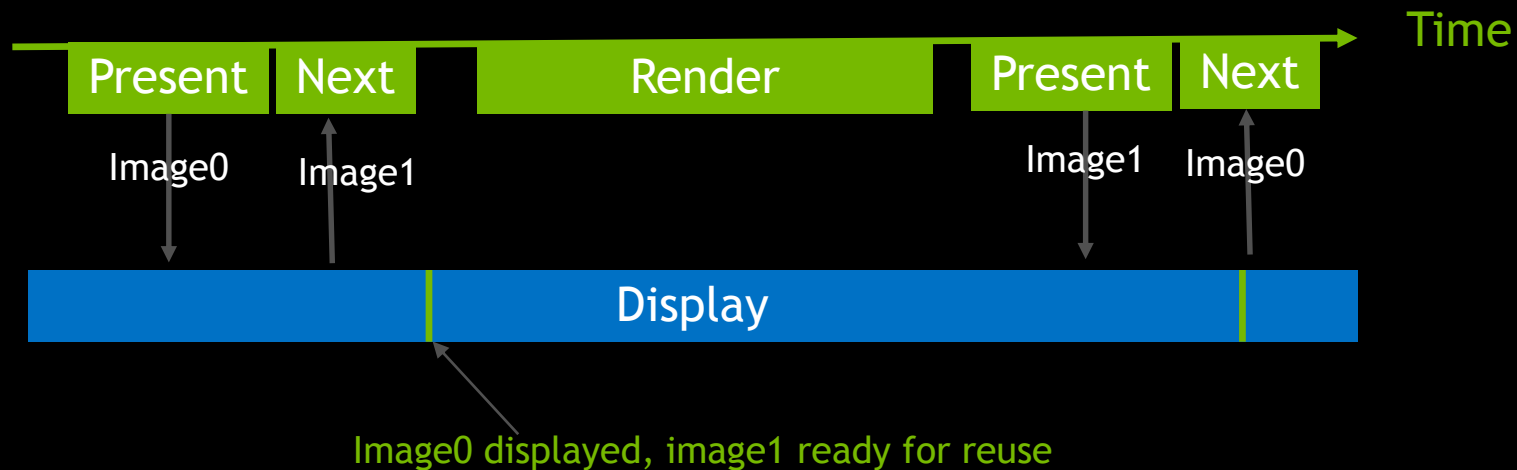 Time
Present Next Render Present Next
Image0 Image1 Image1 Image0
Display
Image0 displayed, image1 ready for reuse